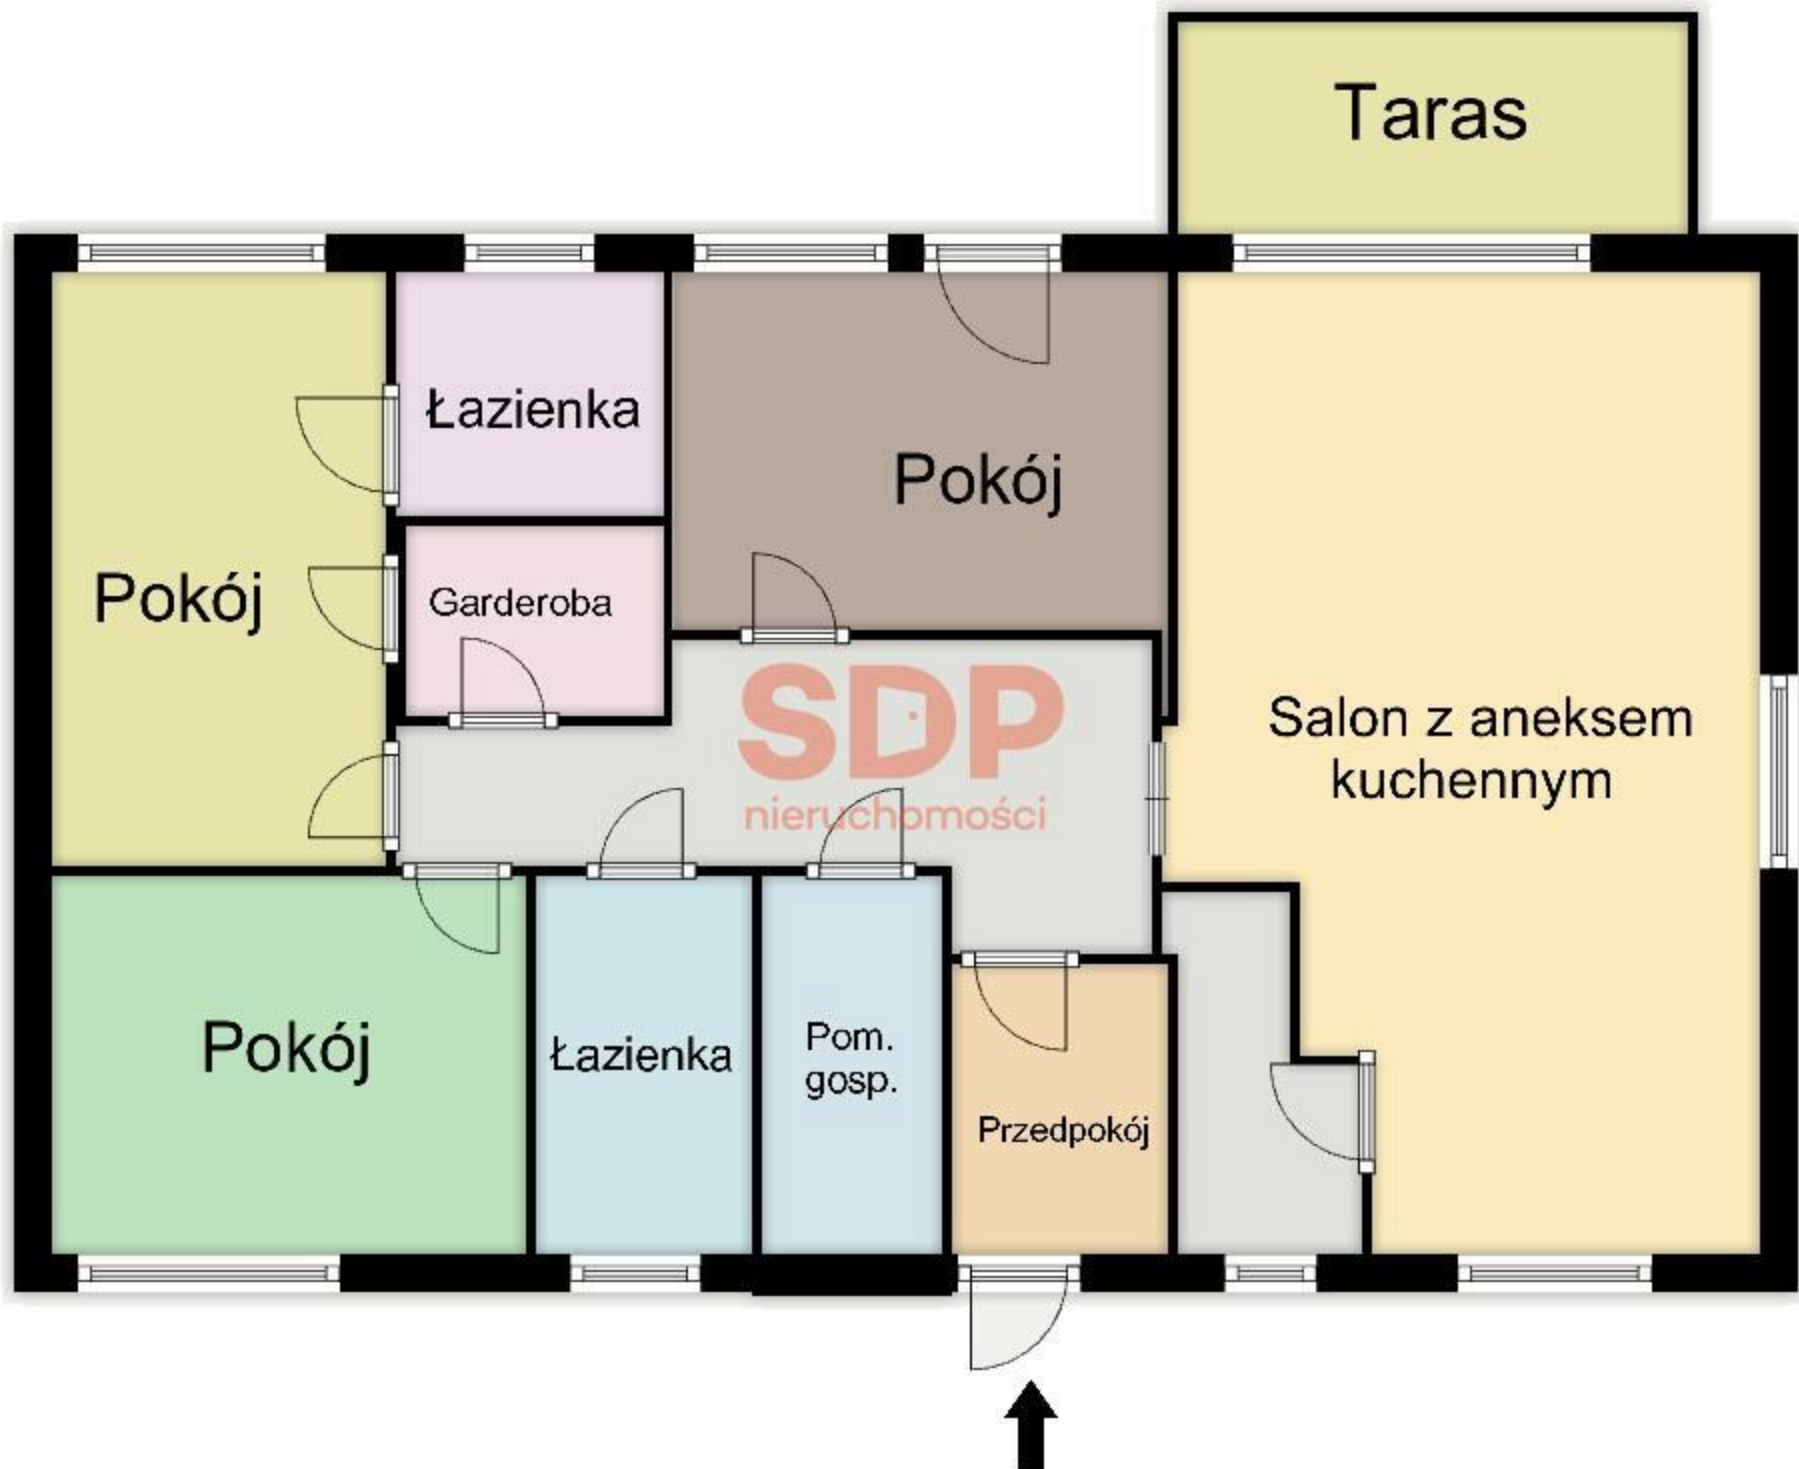 Taras
Łazienka
Pokój
Pokój
Garderoba
SDP
nieruchomości
Salon z aneksem
kuchennym
Pokój
Łazienka
Pom.
gosp.
Przedpokój